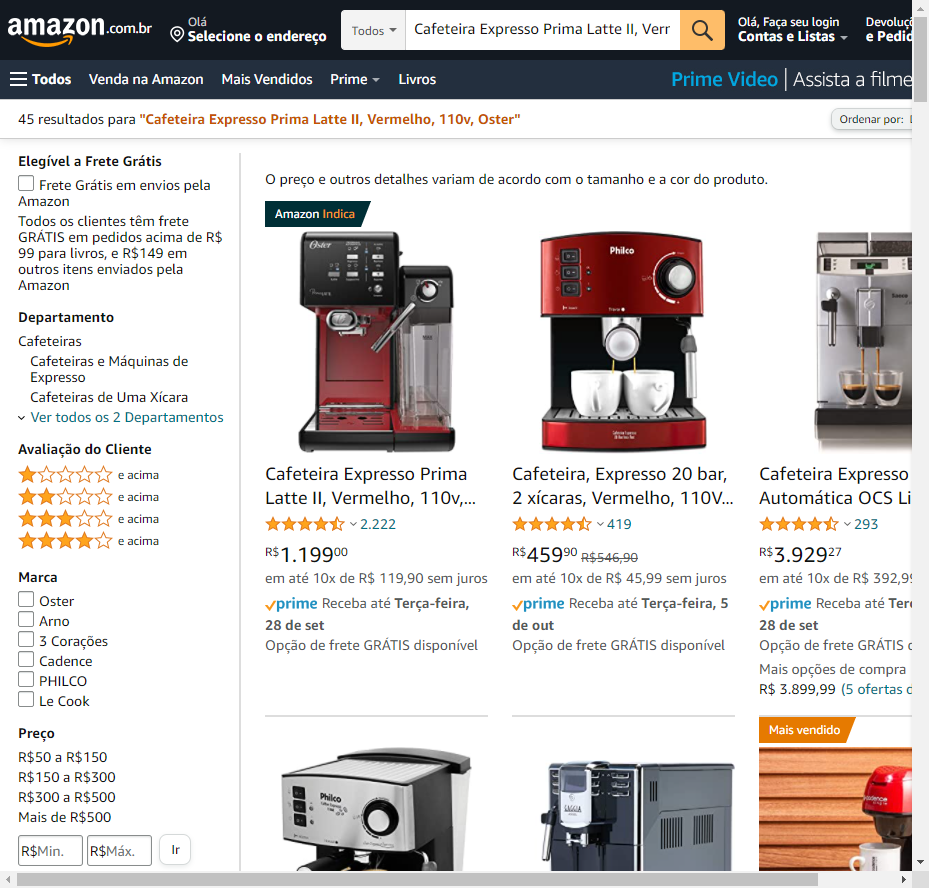 amazon.com.br
Olá
Selecione o endereço
Todos
Cafeteira Expresso Prima Latte II, Verr
Olá, Faça seu login
Contas e Listas
Devoluçõ
e Pedid
Todos
Venda na Amazon
Mais Vendidos
Prime
Livros
Prime Video | Assista a filme
45 resultados para "Cafeteira Expresso Prima Latte II, Vermelho, 110v, Oster"
Ordenar por:
Elegível a Frete Grátis
Frete Grátis em envios pela
Amazon
Todos os clientes têm frete
GRÁTIS em pedidos acima de R$
99 para livros, e R$149 em
outros itens enviados pela
Amazon
Departamento
Cafeteiras
Cafeteiras e Máquinas de
Expresso
Cafeteiras de Uma Xícara
Ver todos os 2 Departamentos
Avaliação do Cliente
e acima
e acima
e acima
e acima
Marca
Oster
Arno
3 Corações
Cadence
PHILCO
Le Cook
Preço
R$50 a R$150
R$150 a R$300
R$300 a R$500
Mais de R$500
R$Min.
R$Máx.
Ir
O preço e outros detalhes variam de acordo com o tamanho e a cor do produto.
Amazon Indica
Oster
Cafeteira Expresso Prima
Latte II, Vermelho, 110v,...
2.222
R$1.19900
em até 10x de R$ 119,90 sem juros
prime Receba até Terça-feira,
28 de set
Opção de frete GRÁTIS disponível
Philco
Cafeteira, Expresso 20 bar,
2 xícaras, Vermelho, 110V...
419
R$45990 R$546,90
em até 10x de R$ 45,99 sem juros
prime Receba até Terça-feira, 5
de out
Opção de frete GRÁTIS disponível
Cafeteira Expresso
Automática OCS Li
293
R$3.92927
em até 10x de R$ 392,99
prime Receba até Terç
28 de set
Opção de frete GRÁTIS d
Mais opções de compra
R$ 3.899,99 (5 ofertas d
Philco
GAGGIA
Mais vendido
cadence